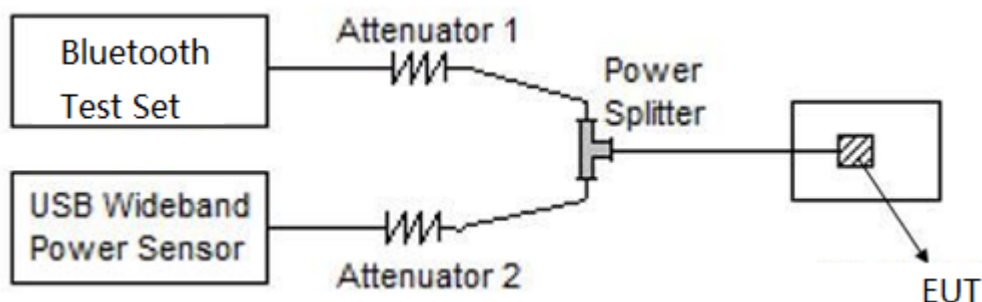 Bluetooth
Test Set
Attenuator 1
Power
Splitter
USB Wideband
Power Sensor
Attenuator 2
EUT